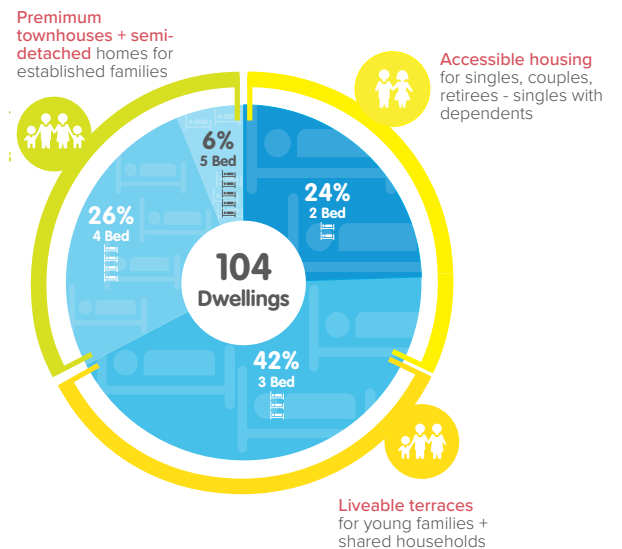 Premimum
townhouses + semi-
detached homes for
established families
Accessible housing
for singles, couples,
retirees - singles with
dependents
6%
5 Bed
24%
2 Bed
26%
4 Bed
104
Dwellings
42%
3 Bed
Liveable terraces
for young families +
shared households